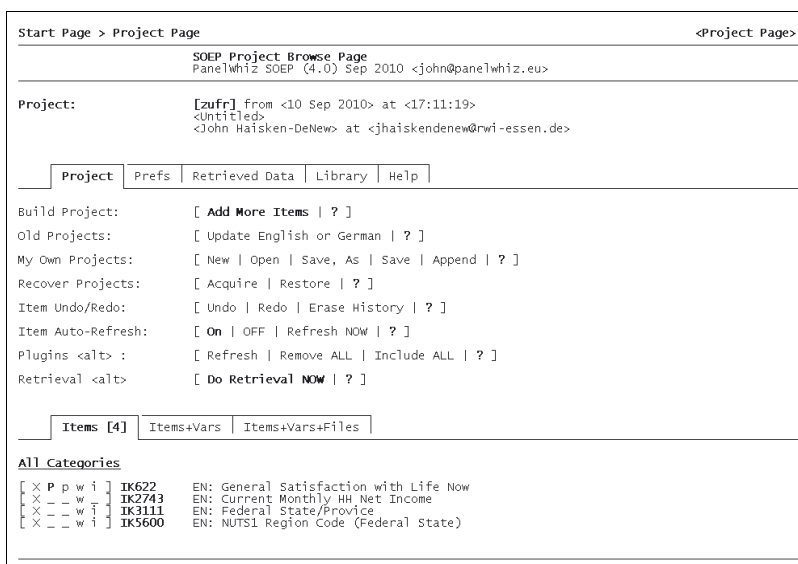 Start Page > Project Page <Project Page>
SOEP Project Browse Page
PanelWhiz SOEP (4.0) Sep 2010 <john@panelwhiz.eu>
Project: [zufr] from <10 Sep 2010> at <17:11:19>
<Untitled>
<John Haisken-DeNew> at <jhaiskendenew@rwi-essen.de>
Project | Prefs | Retrieved Data | Library | Help |
Build Project: [ Add More Items | ? ]
Old Projects: [ Update English or German | ? ]
My Own Projects: [ New | Open | Save, As | Save | Append | ? ]
Recover Projects: [ Acquire | Restore | ? ]
Item Undo/Redo: [ Undo | Redo | Erase History | ? ]
Item Auto-Refresh: [ On | OFF | Refresh NOW | ? ]
Plugins <alt> : [ Refresh | Remove ALL | Include ALL | ? ]
Retrieval <alt> [ Do Retrieval NOW | ? ]
Items [4] | Items+Vars | Items+Vars+Files |
All Categories
[ X P p w i ] IK622 EN: General Satisfaction with Life Now
[ X _ _ w _ ] IK2743 EN: Current Monthly HH Net Income
[ X _ _ w i ] IK3111 EN: Federal State/Provice
[ X _ _ w i ] IK5600 EN: NUTS1 Region Code (Federal State)